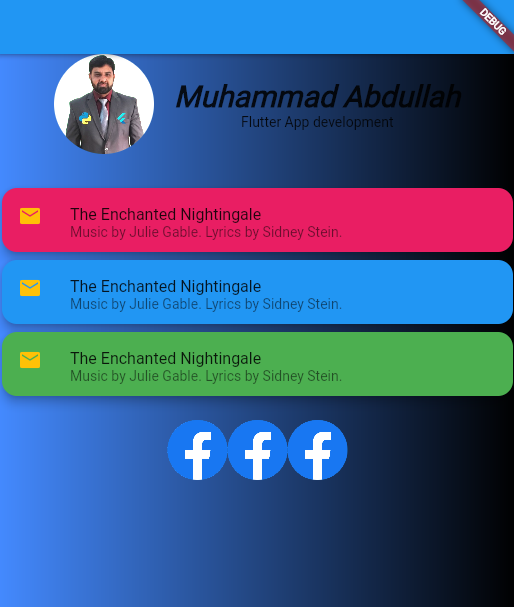 DEBUG
Muhammad Abdullah
Flutter App development
The Enchanted Nightingale
Music by Julie Gable. Lyrics by Sidney Stein.
The Enchanted Nightingale
Music by Julie Gable. Lyrics by Sidney Stein.
The Enchanted Nightingale
Music by Julie Gable. Lyrics by Sidney Stein.